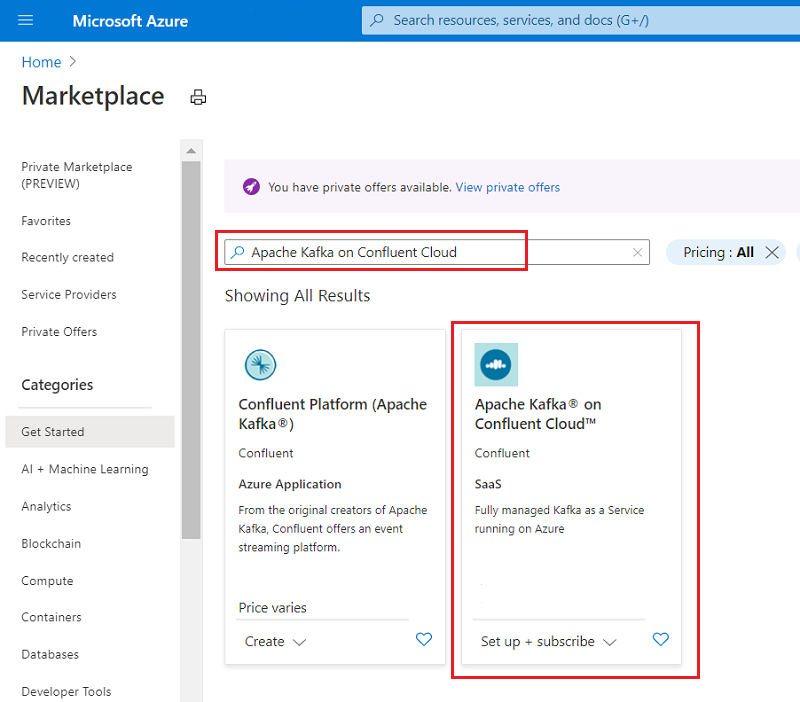 Microsoft Azure
Search resources, services, and docs (G+/)
Home
Marketplace
Private Marketplace
(PREVIEW)
Favorites
Recently created
Service Providers
Private Offers
Categories
Get Started
AI + Machine Learning
Analytics
Blockchain
Compute
Containers
Databases
Developer Tools
You have private offers available. View private offers
Apache Kafka on Confluent Cloud
Pricing : All
Showing All Results
Confluent Platform (Apache
Kafka®)
Confluent
Azure Application
From the original creators of Apache
Kafka, Confluent offers an event
streaming platform.
Price varies
Create
Apache Kafka® on
Confluent Cloud™
Confluent
SaaS
Fully managed Kafka as a Service
running on Azure
Set up + subscribe